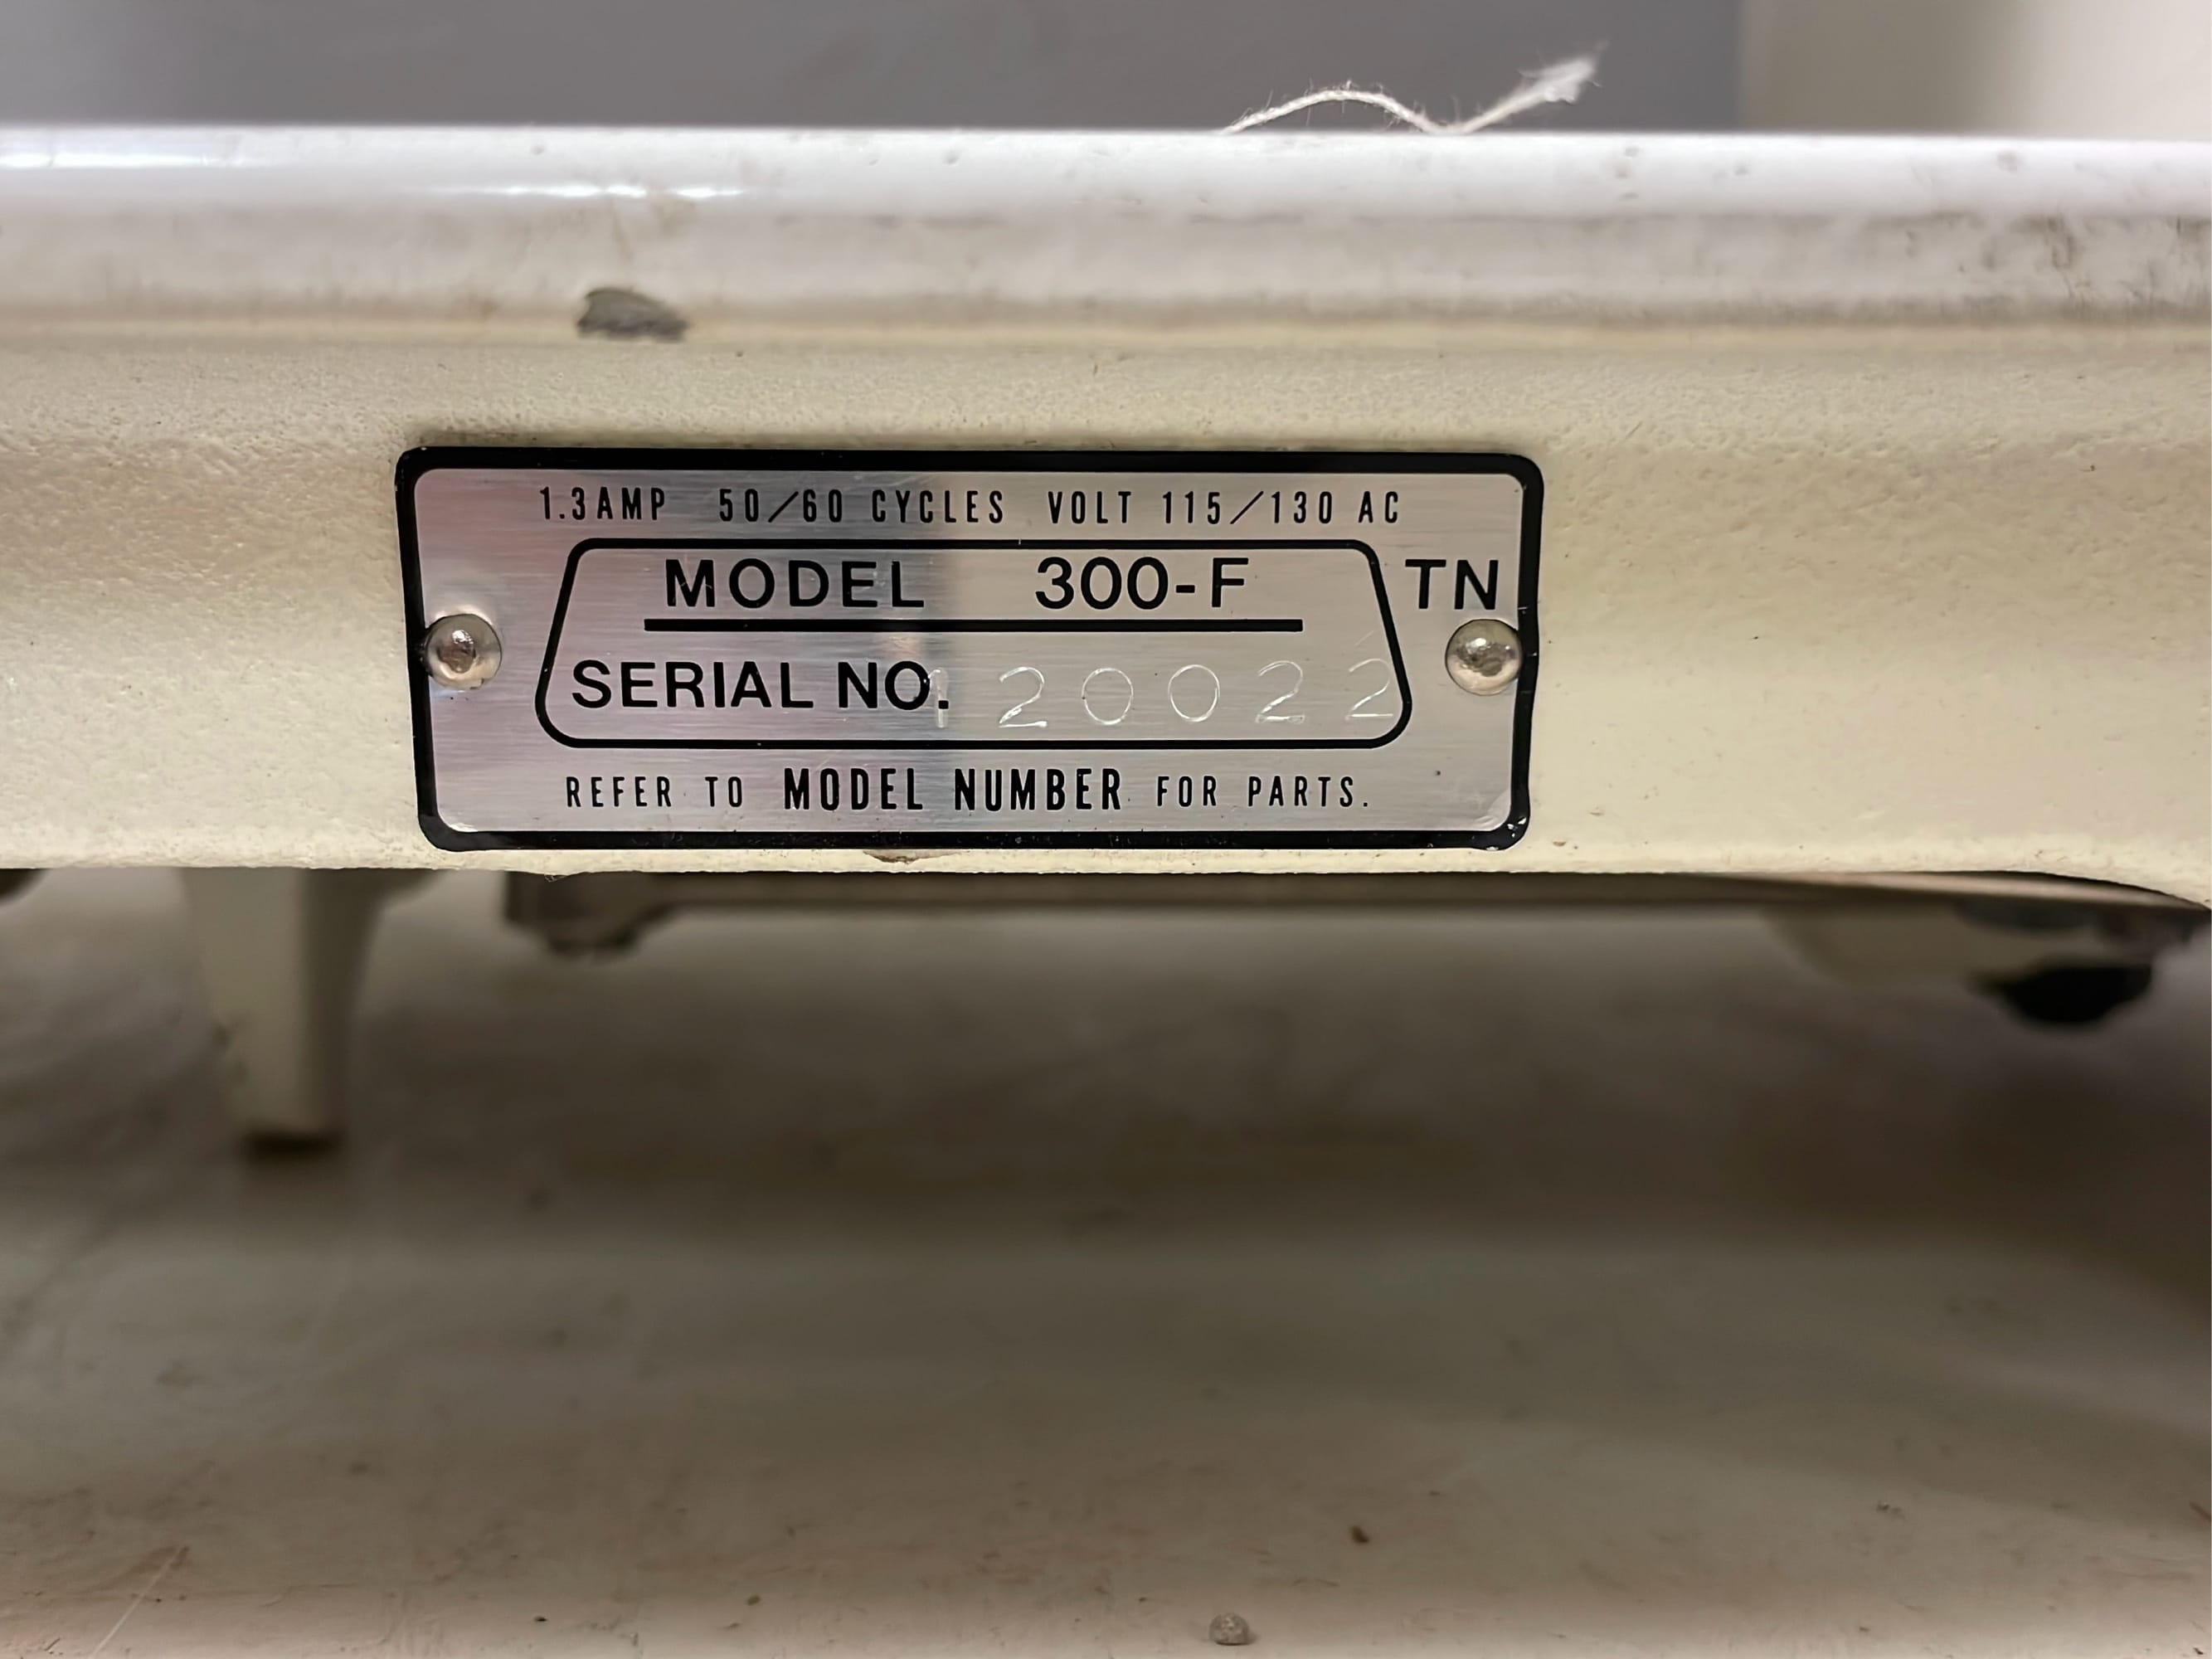 1.3AMP 50/60 CYCLES VOLT 115/130 AC
MODEL 300-F TN
SERIAL NO. 120022
REFER TO MODEL NUMBER FOR PARTS.